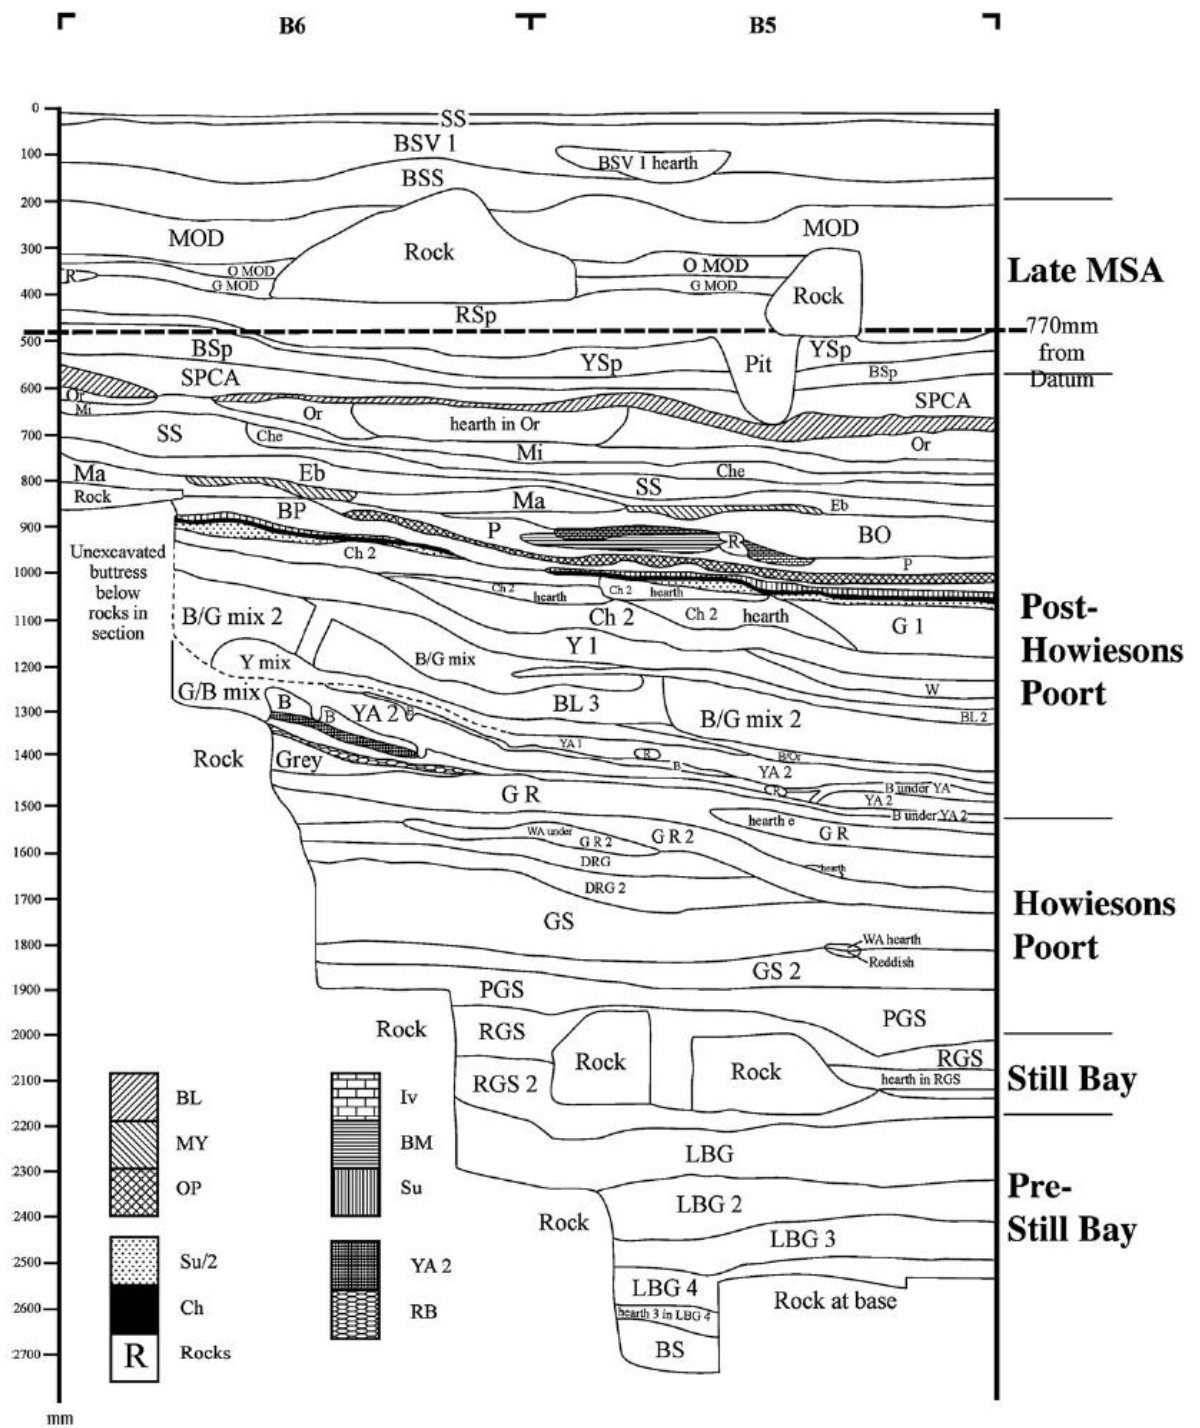 B6 B5
0
SS
BSV 1
100
BSV 1 hearth
BSS
200
MOD
MOD
Rock
300
O MOD
O MOD
R
G MOD
G MOD
Late MSA
Rock
400
RSp
770mm
from
Datum
500
BSp
YSp
Pit
YSp
BSp
SPCA
SPCA
600
Or
Mi
Or
hearth in Or
Or
700
SS
Che
Mi
Che
Ma
Eb
SS
800
Rock
Ma
Eb
BP
P
BO
900
R
P
Unexcavated
buttress
below
rocks in
section
Ch 2
1000
Ch 2
hearth
Ch 2
hearth
Post-
Howiesons
Poort
B/G mix 2
Ch 2
Ch 2
hearth
G 1
1100
Y 1
Y mix
B/G mix
1200
W
G/B mix
B
BL 3
B/G mix 2
BL 2
1300
B
YA 2
B
YA 1
R
B/Or
1400
Rock
Grey
B
YA 2
R
B under YA
YA 2
B under YA 2
G R
1500
hearth e
WA under
G R 2
G R 2
G R
1600
DRG
hearth
DRG 2
1700
GS
Howiesons
Poort
1800
WA hearth
Reddish
GS 2
1900
PGS
PGS
2000
Rock
RGS
RGS
Rock
Rock
hearth in RGS
Still Bay
2100
RGS 2
2200
LBG
2300
LBG 2
Pre-
Still Bay
2400
Rock
LBG 3
2500
LBG 4
Rock at base
2600
hearth 3 in LBG 4
BS
2700
mm
BL
MY
OP
Su/2
Ch
R
Rocks
Iv
BM
Su
YA 2
RB